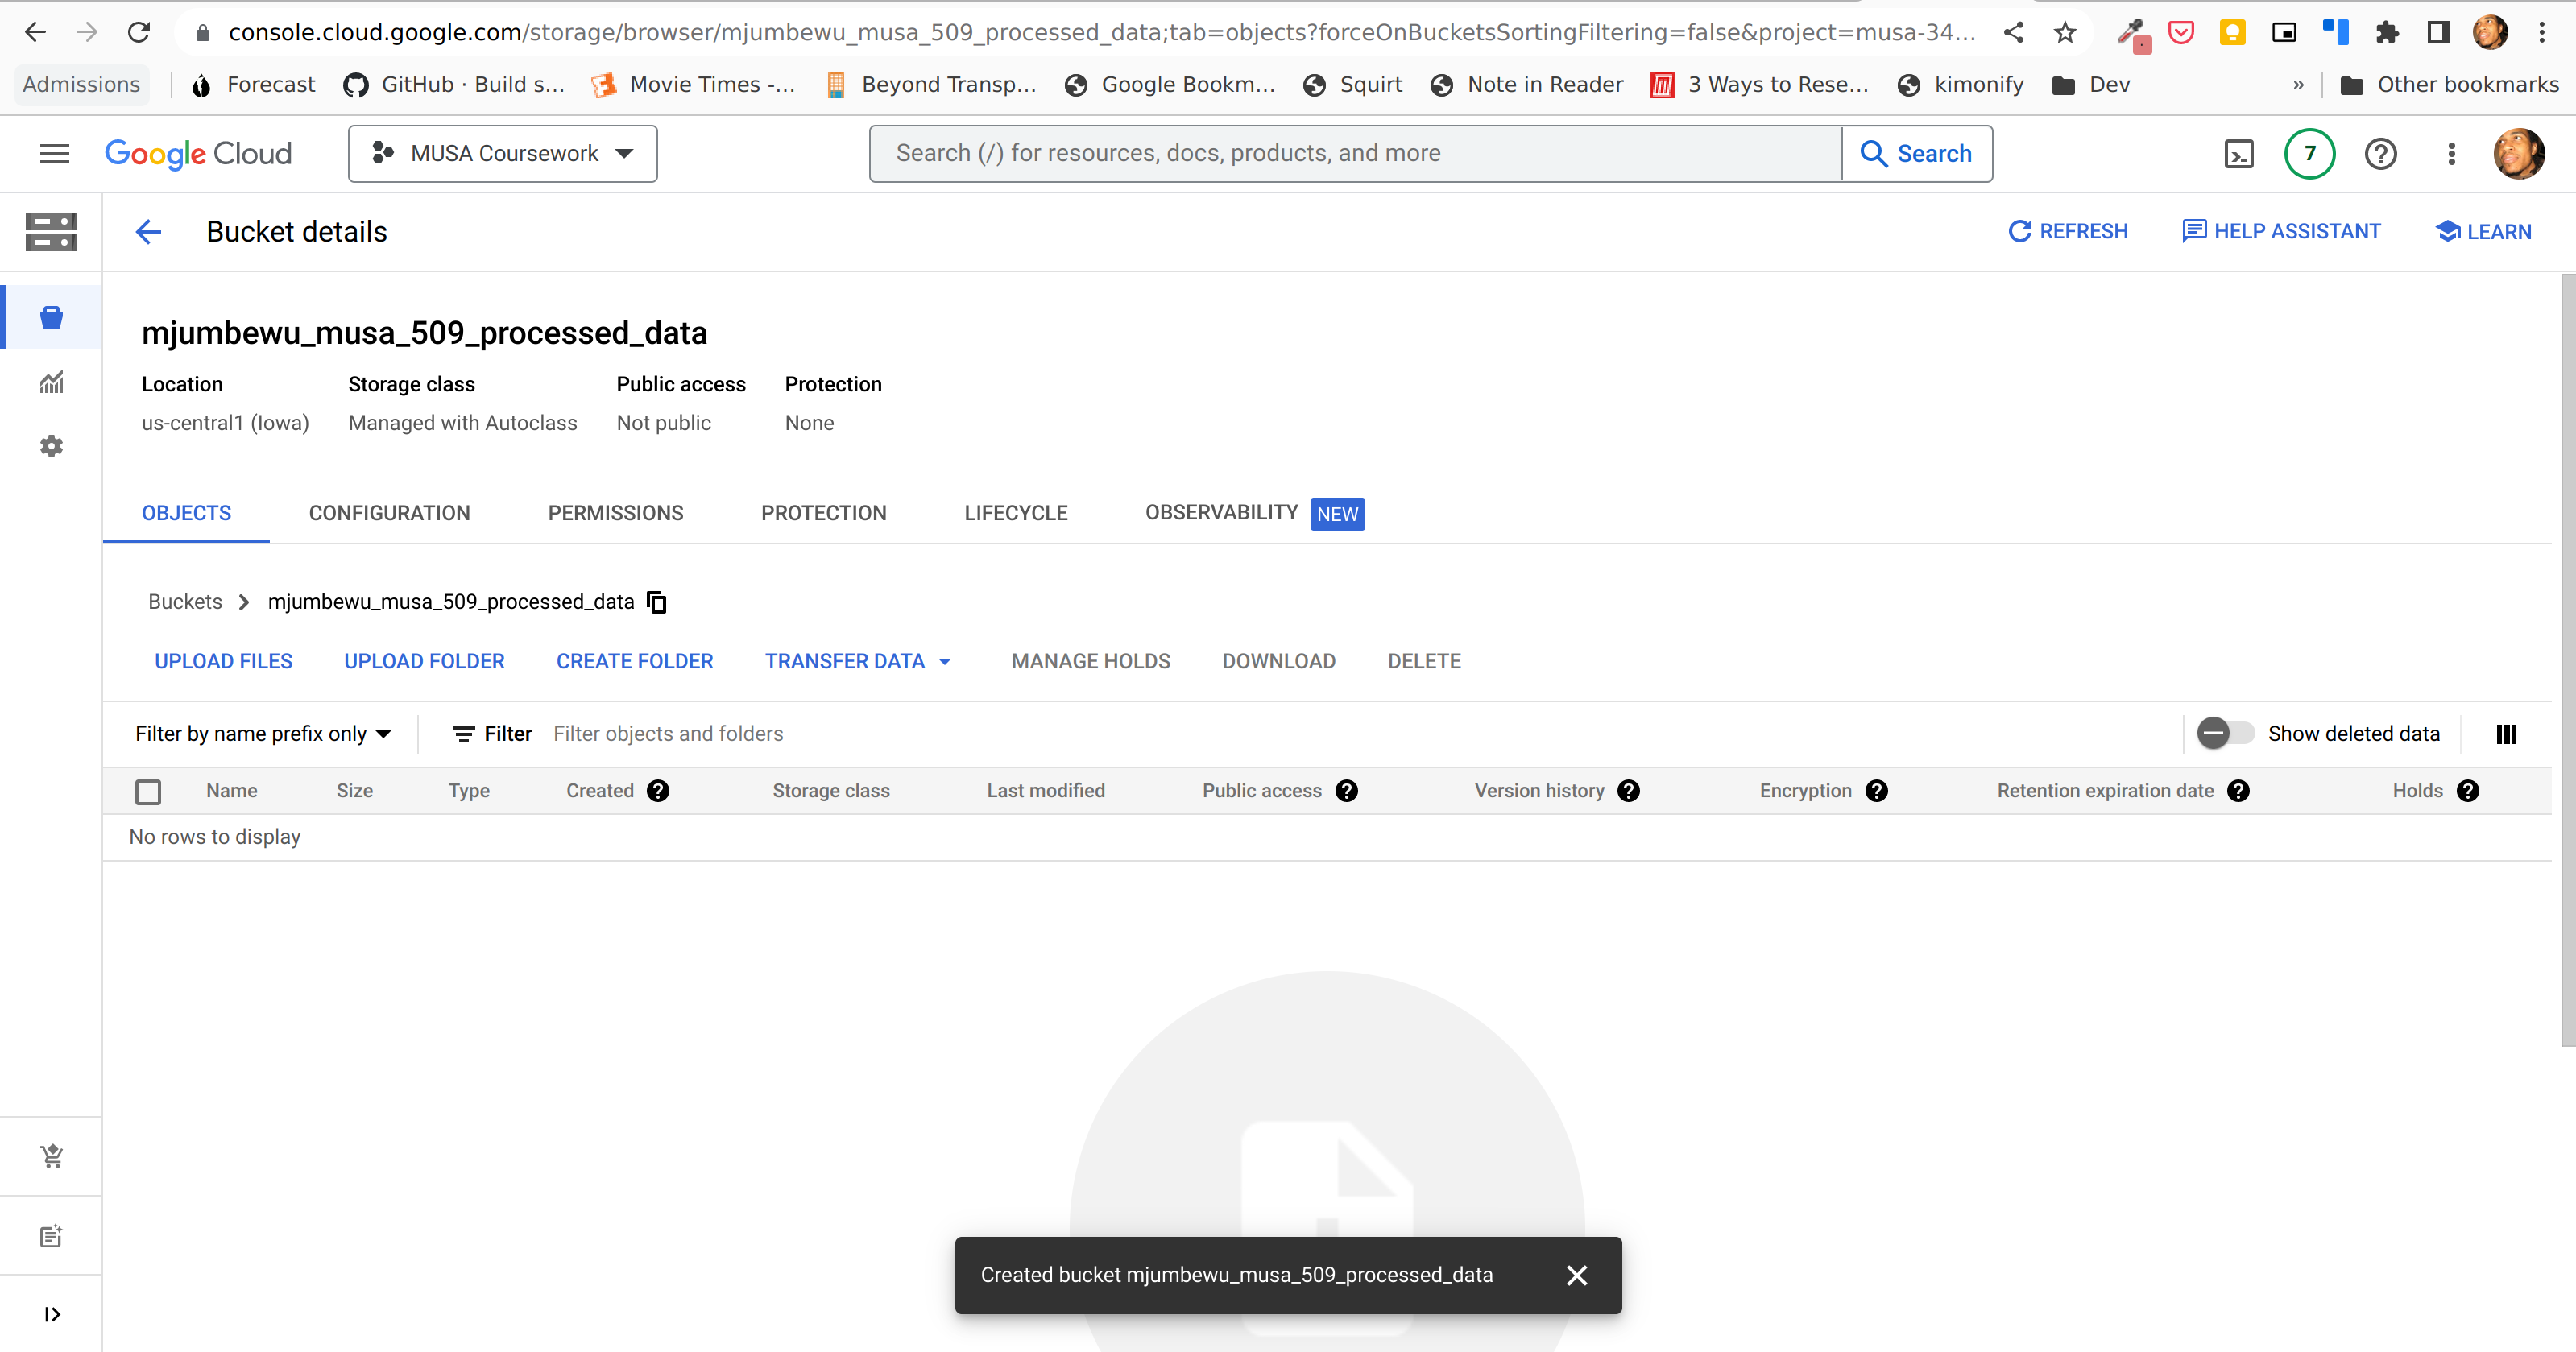 console.cloud.google.com/storage/browser/mjumbewu_musa_509_processed_data;tab=objects?forceOnBucketsSortingFiltering=false&project=musa-34...
Admissions Forecast GitHub · Build s... Movie Times -... Beyond Transp... Google Bookm... Squirt Note in Reader 3 Ways to Rese... kimonify Dev » Other bookmarks
Google Cloud MUSA Coursework Search (/) for resources, docs, products, and more Search 7
Bucket details REFRESH HELP ASSISTANT LEARN
mjumbewu_musa_509_processed_data
Location Storage class Public access Protection
us-central1 (Iowa) Managed with Autoclass Not public None
OBJECTS CONFIGURATION PERMISSIONS PROTECTION LIFECYCLE OBSERVABILITY NEW
Buckets > mjumbewu_musa_509_processed_data
UPLOAD FILES UPLOAD FOLDER CREATE FOLDER TRANSFER DATA MANAGE HOLDS DOWNLOAD DELETE
Filter by name prefix only Filter Filter objects and folders Show deleted data
Name Size Type Created Storage class Last modified Public access Version history Encryption Retention expiration date Holds
No rows to display
Created bucket mjumbewu_musa_509_processed_data